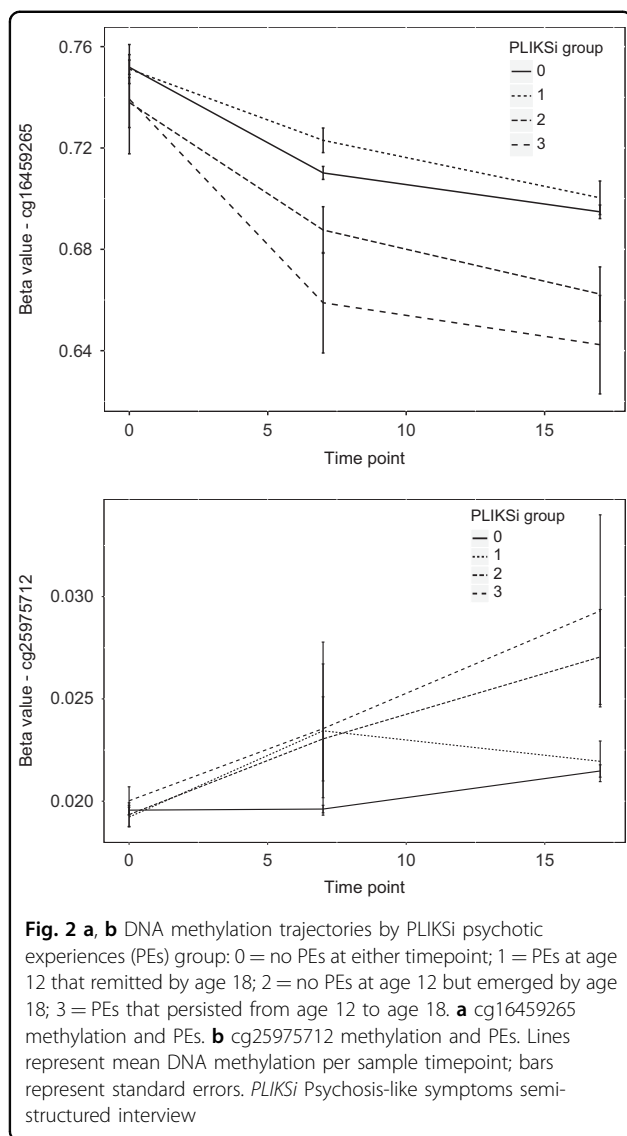 0.76
0.72
0.68
0.64
Beta value - cg16459265
PLIKSi group
0
1
2
3
0
5
10
15
Time point
0.030
0.025
0.020
Beta value - cg25975712
PLIKSi group
0
1
2
3
0
5
10
15
Time point
Fig. 2 a, b DNA methylation trajectories by PLIKSi psychotic
experiences (PEs) group: 0 = no PEs at either timepoint; 1 = PEs at age
12 that remitted by age 18; 2 = no PEs at age 12 but emerged by age
18; 3 = PEs that persisted from age 12 to age 18. a cg16459265
methylation and PEs. b cg25975712 methylation and PEs. Lines
represent mean DNA methylation per sample timepoint; bars
represent standard errors. PLIKSi Psychosis-like symptoms semi-
structured interview